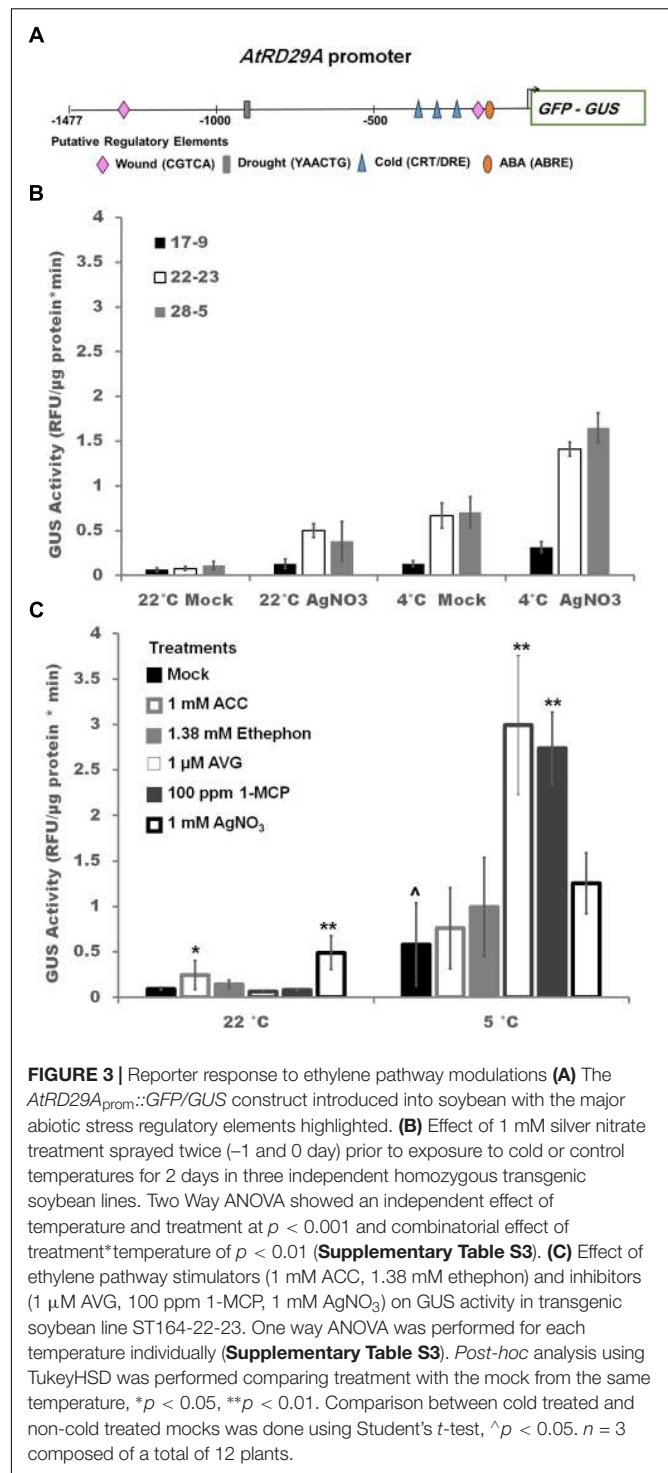 A
AtRD29A promoter
GFP - GUS
-1477
-1000
-500
Putative Regulatory Elements
Wound (CGTCA) Drought (YAACTG) Cold (CRT/DRE) ABA (ABRE)
B
GUS Activity (RFU/µg protein*min)
4
3.5
3
2.5
2
1.5
1
0.5
0
17-9
22-23
28-5
22°C Mock 22°C AgNO3 4°C Mock 4°C AgNO3
C
GUS Activity (RFU/µg protein * min)
4
3.5
3
2.5
2
1.5
1
0.5
0
Treatments
Mock
1 mM ACC
1.38 mM Ethephon
1 µM AVG
100 ppm 1-MCP
1 mM AgNO₃
*
**
^
**
**
22 °C 5 °C
FIGURE 3 | Reporter response to ethylene pathway modulations (A) The
AtRD29Aprom::GFP/GUS construct introduced into soybean with the major
abiotic stress regulatory elements highlighted. (B) Effect of 1 mM silver nitrate
treatment sprayed twice (–1 and 0 day) prior to exposure to cold or control
temperatures for 2 days in three independent homozygous transgenic
soybean lines. Two Way ANOVA showed an independent effect of
temperature and treatment at p < 0.001 and combinatorial effect of
treatment*temperature of p < 0.01 (Supplementary Table S3). (C) Effect of
ethylene pathway stimulators (1 mM ACC, 1.38 mM ethephon) and inhibitors
(1 µM AVG, 100 ppm 1-MCP, 1 mM AgNO₃) on GUS activity in transgenic
soybean line ST164-22-23. One way ANOVA was performed for each
temperature individually (Supplementary Table S3). Post-hoc analysis using
TukeyHSD was performed comparing treatment with the mock from the same
temperature, *p < 0.05, **p < 0.01. Comparison between cold treated and
non-cold treated mocks was done using Student's t-test, ^p < 0.05. n = 3
composed of a total of 12 plants.